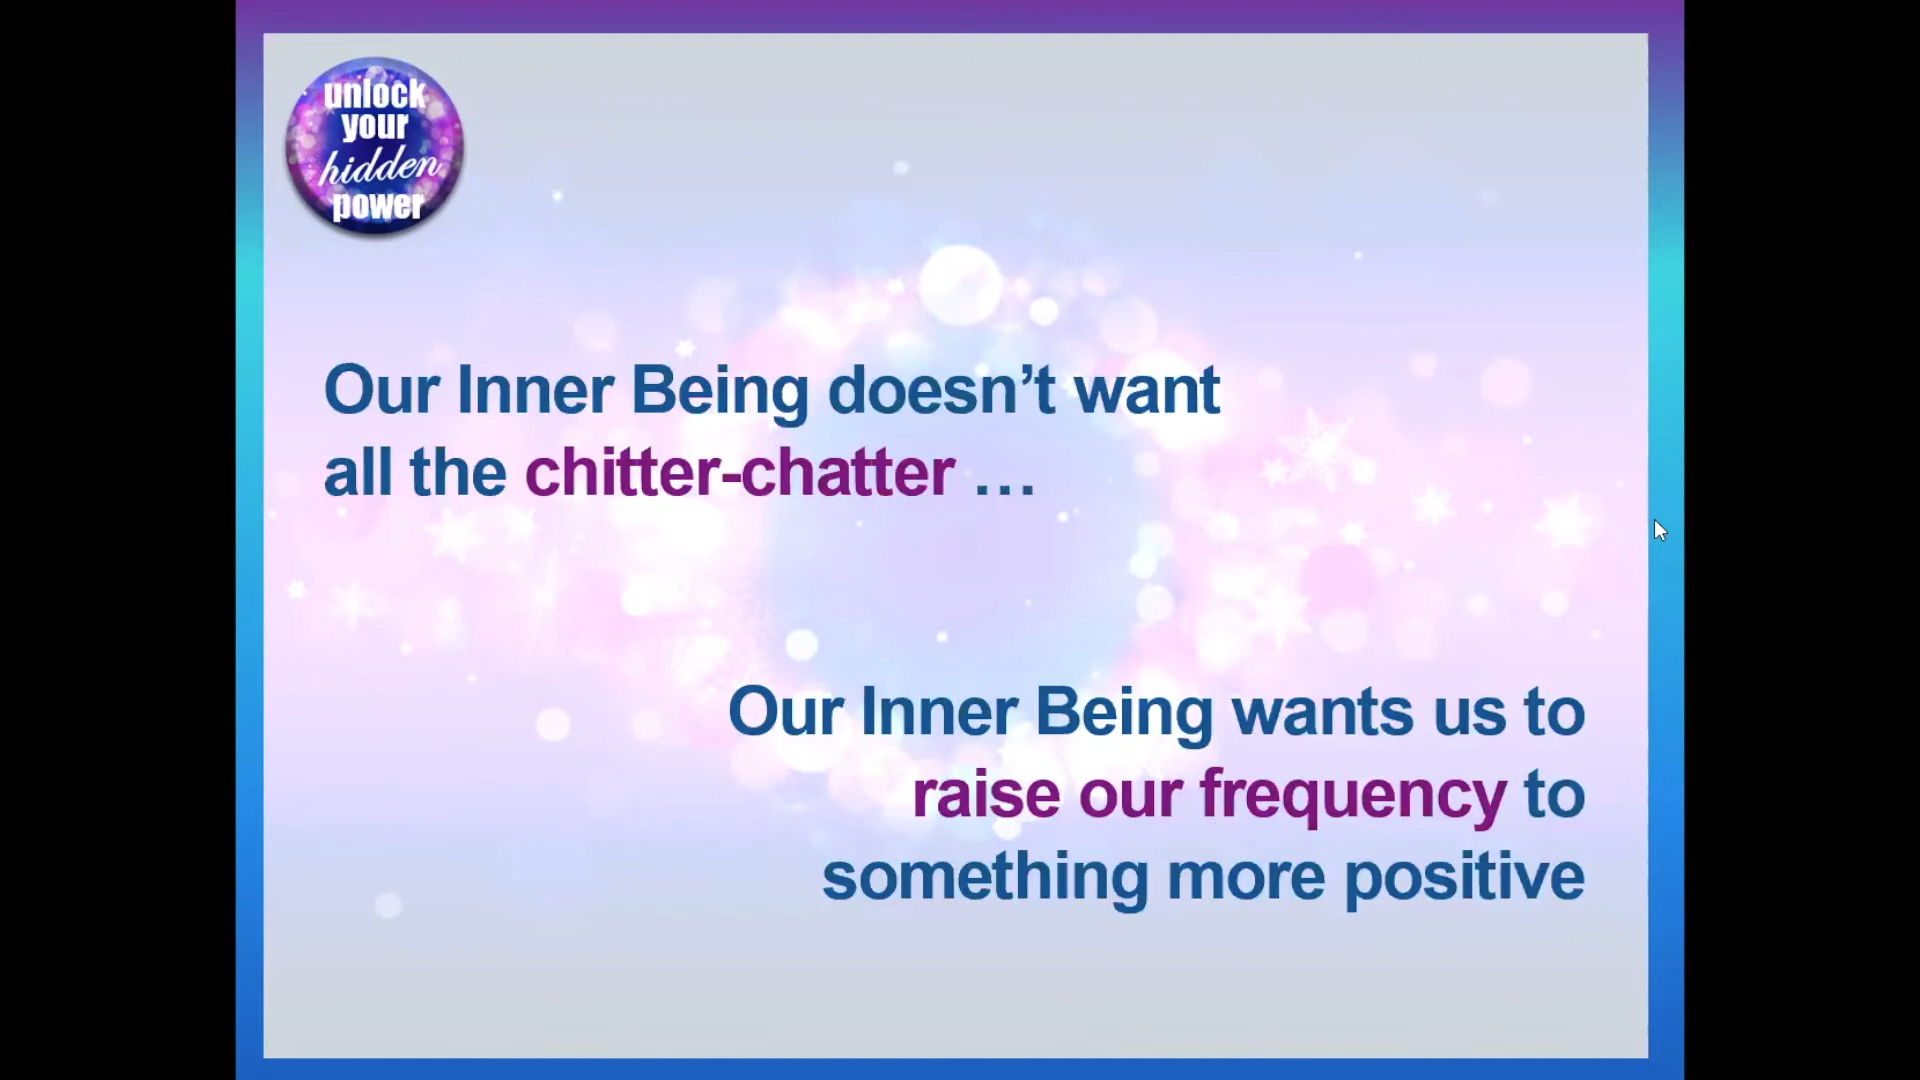 unlock
your
hidden
power
Our Inner Being doesn’t want
all the chitter-chatter …
Our Inner Being wants us to
raise our frequency to
something more positive